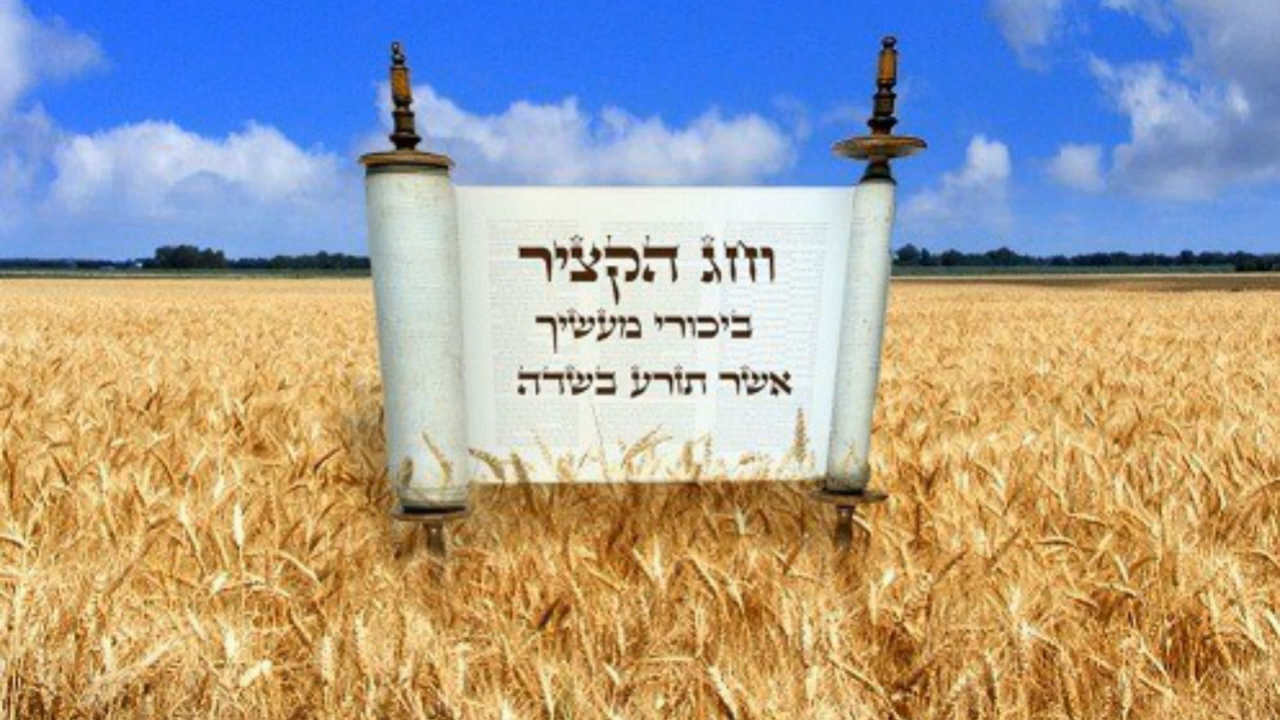 וחג הקציר
ביכורי מעשיך
אשר תזרע בשדה